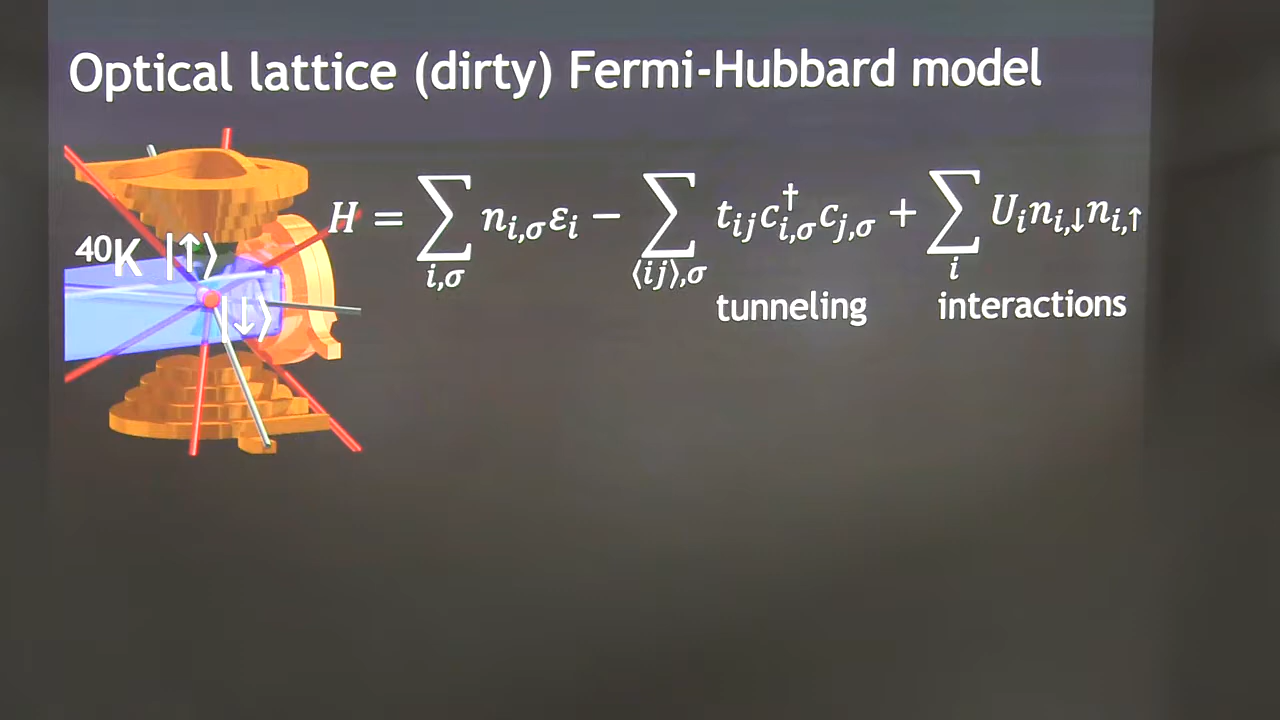 Optical lattice (dirty) Fermi-Hubbard model
H = ∑_{i,σ} n_{i,σ}ε_i − ∑_{⟨ij⟩,σ} t_{ij}c†_{i,σ}c_{j,σ} + ∑_i U_i n_{i,↓}n_{i,↑}
tunneling interactions
⁴⁰K |↑⟩
|↓⟩